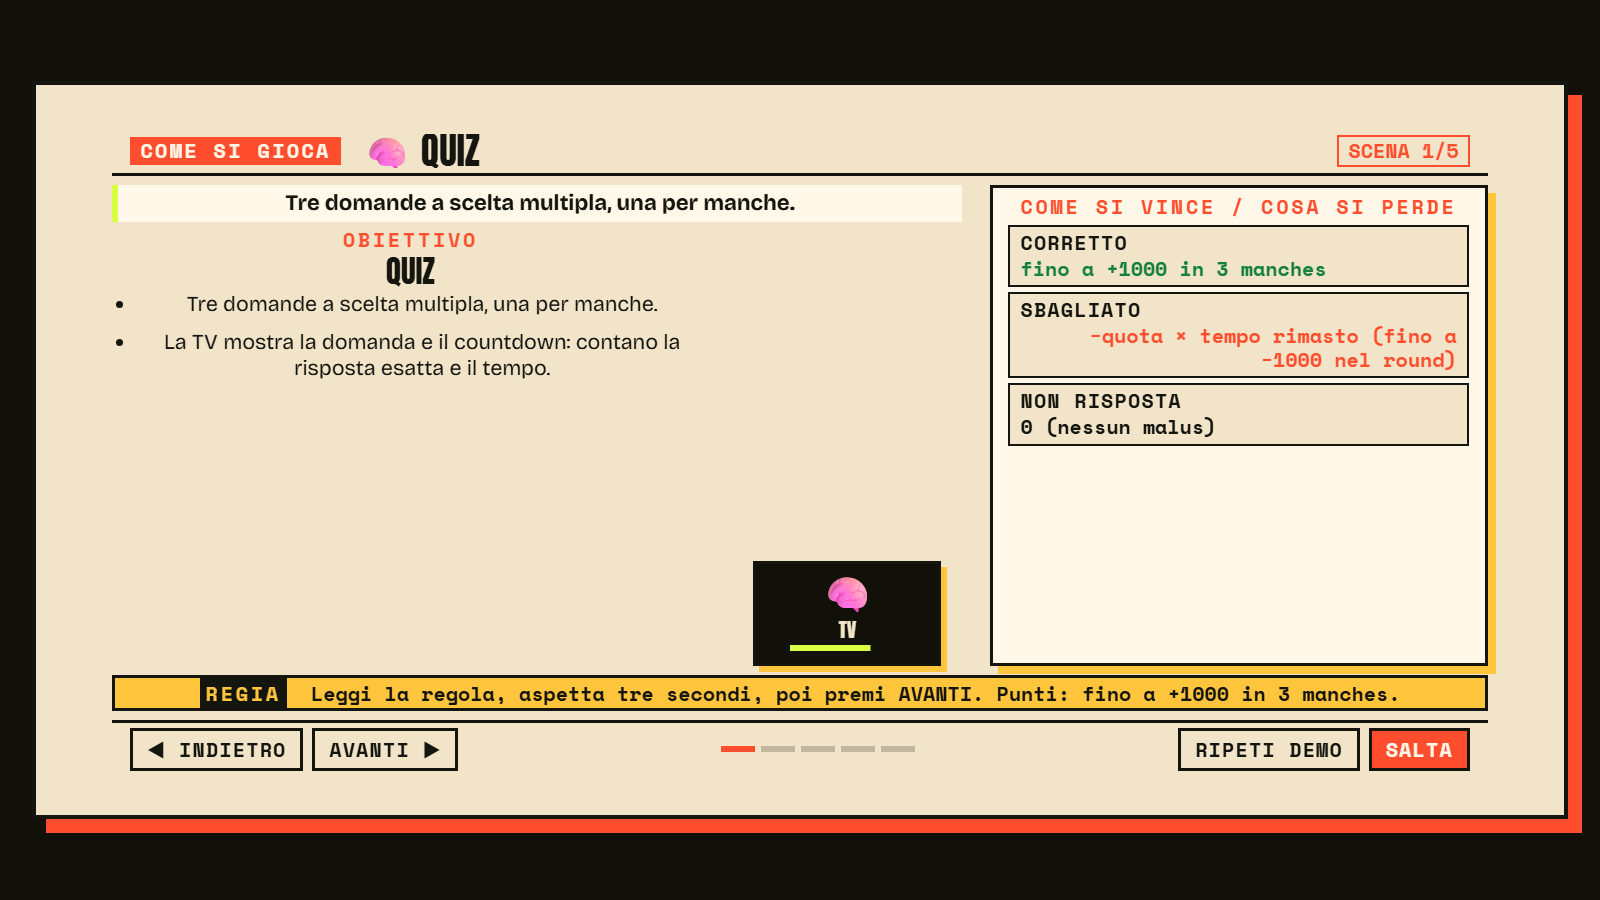 COME SI GIOCA
QUIZ
SCENA 1/5
Tre domande a scelta multipla, una per manche.
OBIETTIVO
QUIZ
• Tre domande a scelta multipla, una per manche.
• La TV mostra la domanda e il countdown: contano la
risposta esatta e il tempo.
TV
COME SI VINCE / COSA SI PERDE
CORRETTO
fino a +1000 in 3 manches
SBAGLIATO
-quota × tempo rimasto (fino a
-1000 nel round)
NON RISPOSTA
0 (nessun malus)
REGIA Leggi la regola, aspetta tre secondi, poi premi AVANTI. Punti: fino a +1000 in 3 manches.
◀ INDIETRO
AVANTI ▶
RIPETI DEMO
SALTA